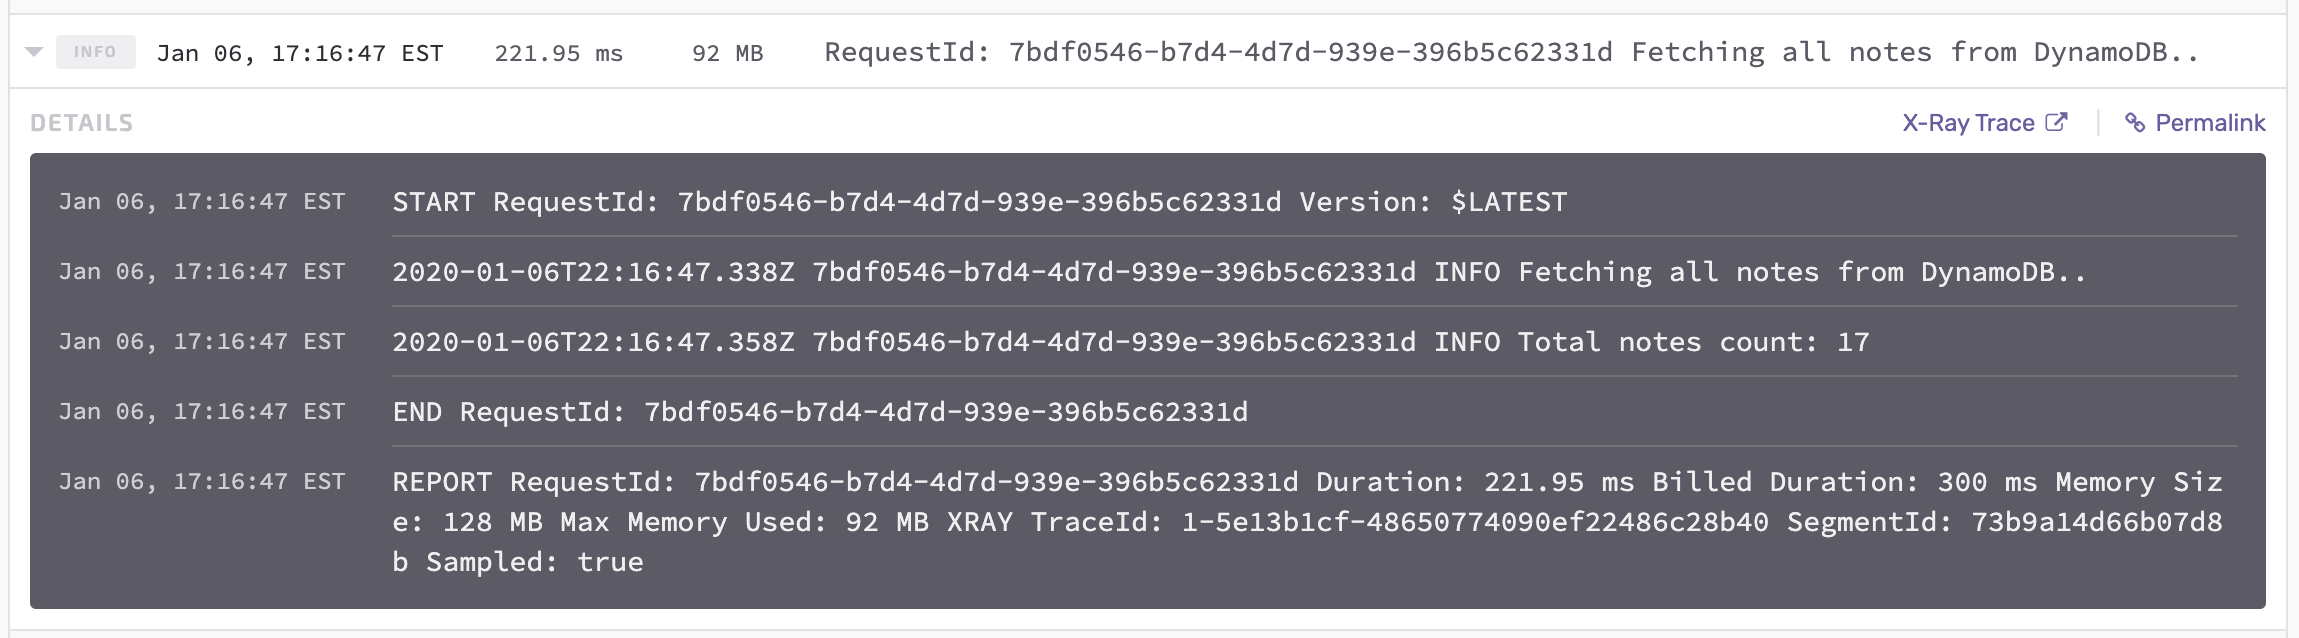 INFO Jan 06, 17:16:47 EST 221.95 ms 92 MB RequestId: 7bdf0546-b7d4-4d7d-939e-396b5c62331d Fetching all notes from DynamoDB..
DETAILS X-Ray Trace Permalink
Jan 06, 17:16:47 EST START RequestId: 7bdf0546-b7d4-4d7d-939e-396b5c62331d Version: $LATEST
Jan 06, 17:16:47 EST 2020-01-06T22:16:47.338Z 7bdf0546-b7d4-4d7d-939e-396b5c62331d INFO Fetching all notes from DynamoDB..
Jan 06, 17:16:47 EST 2020-01-06T22:16:47.358Z 7bdf0546-b7d4-4d7d-939e-396b5c62331d INFO Total notes count: 17
Jan 06, 17:16:47 EST END RequestId: 7bdf0546-b7d4-4d7d-939e-396b5c62331d
Jan 06, 17:16:47 EST REPORT RequestId: 7bdf0546-b7d4-4d7d-939e-396b5c62331d Duration: 221.95 ms Billed Duration: 300 ms Memory Siz
e: 128 MB Max Memory Used: 92 MB XRAY TraceId: 1-5e13b1cf-48650774090ef22486c28b40 SegmentId: 73b9a14d66b07d8
b Sampled: true